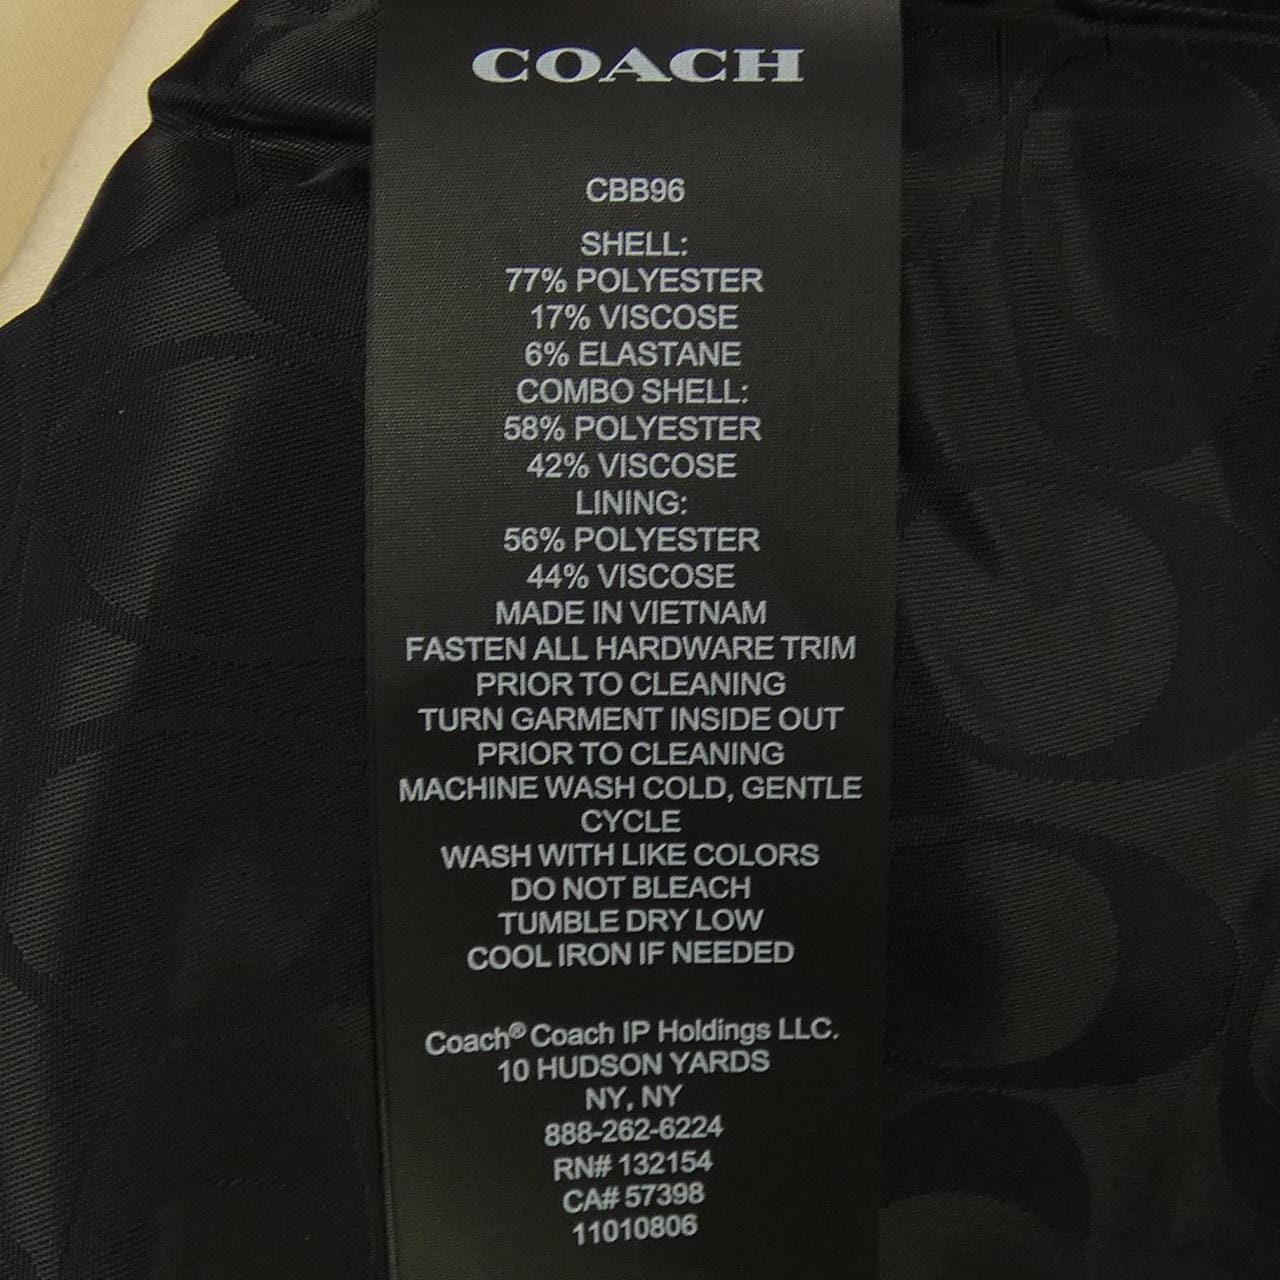 COACH
CBB96
SHELL:
77% POLYESTER
17% VISCOSE
6% ELASTANE
COMBO SHELL:
58% POLYESTER
42% VISCOSE
LINING:
56% POLYESTER
44% VISCOSE
MADE IN VIETNAM
FASTEN ALL HARDWARE TRIM
PRIOR TO CLEANING
TURN GARMENT INSIDE OUT
PRIOR TO CLEANING
MACHINE WASH COLD, GENTLE
CYCLE
WASH WITH LIKE COLORS
DO NOT BLEACH
TUMBLE DRY LOW
COOL IRON IF NEEDED
Coach® Coach IP Holdings LLC.
10 HUDSON YARDS
NY, NY
888-262-6224
RN# 132154
CA# 57398
11010806